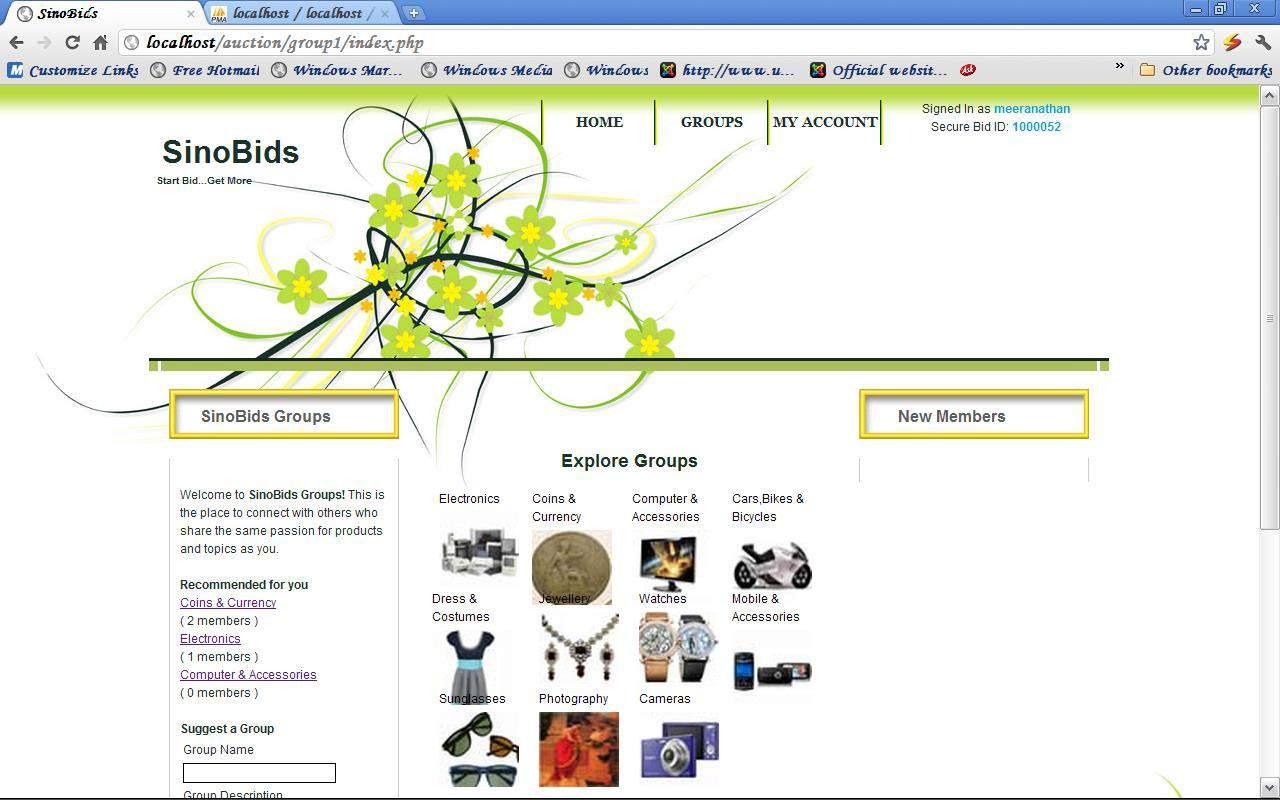 SinoBids
localhost / localhost /
localhost/auction/group1/index.php
Customize Links
Free Hotmail
Windows Mar...
Windows Media
Windows
http://www.u...
Official websit...
»
Other bookmarks
HOME
GROUPS
MY ACCOUNT
Signed In as meeranathan
Secure Bid ID: 1000052
SinoBids
Start Bid...Get More
SinoBids Groups
New Members
Welcome to SinoBids Groups! This is
the place to connect with others who
share the same passion for products
and topics as you.
Recommended for you
Coins & Currency
( 2 members )
Electronics
( 1 members )
Computer & Accessories
( 0 members )
Suggest a Group
Group Name
Group Description
Explore Groups
Electronics
Coins &
Currency
Computer &
Accessories
Cars,Bikes &
Bicycles
Dress &
Costumes
Jewellery
Watches
Mobile &
Accessories
Sunglasses
Photography
Cameras